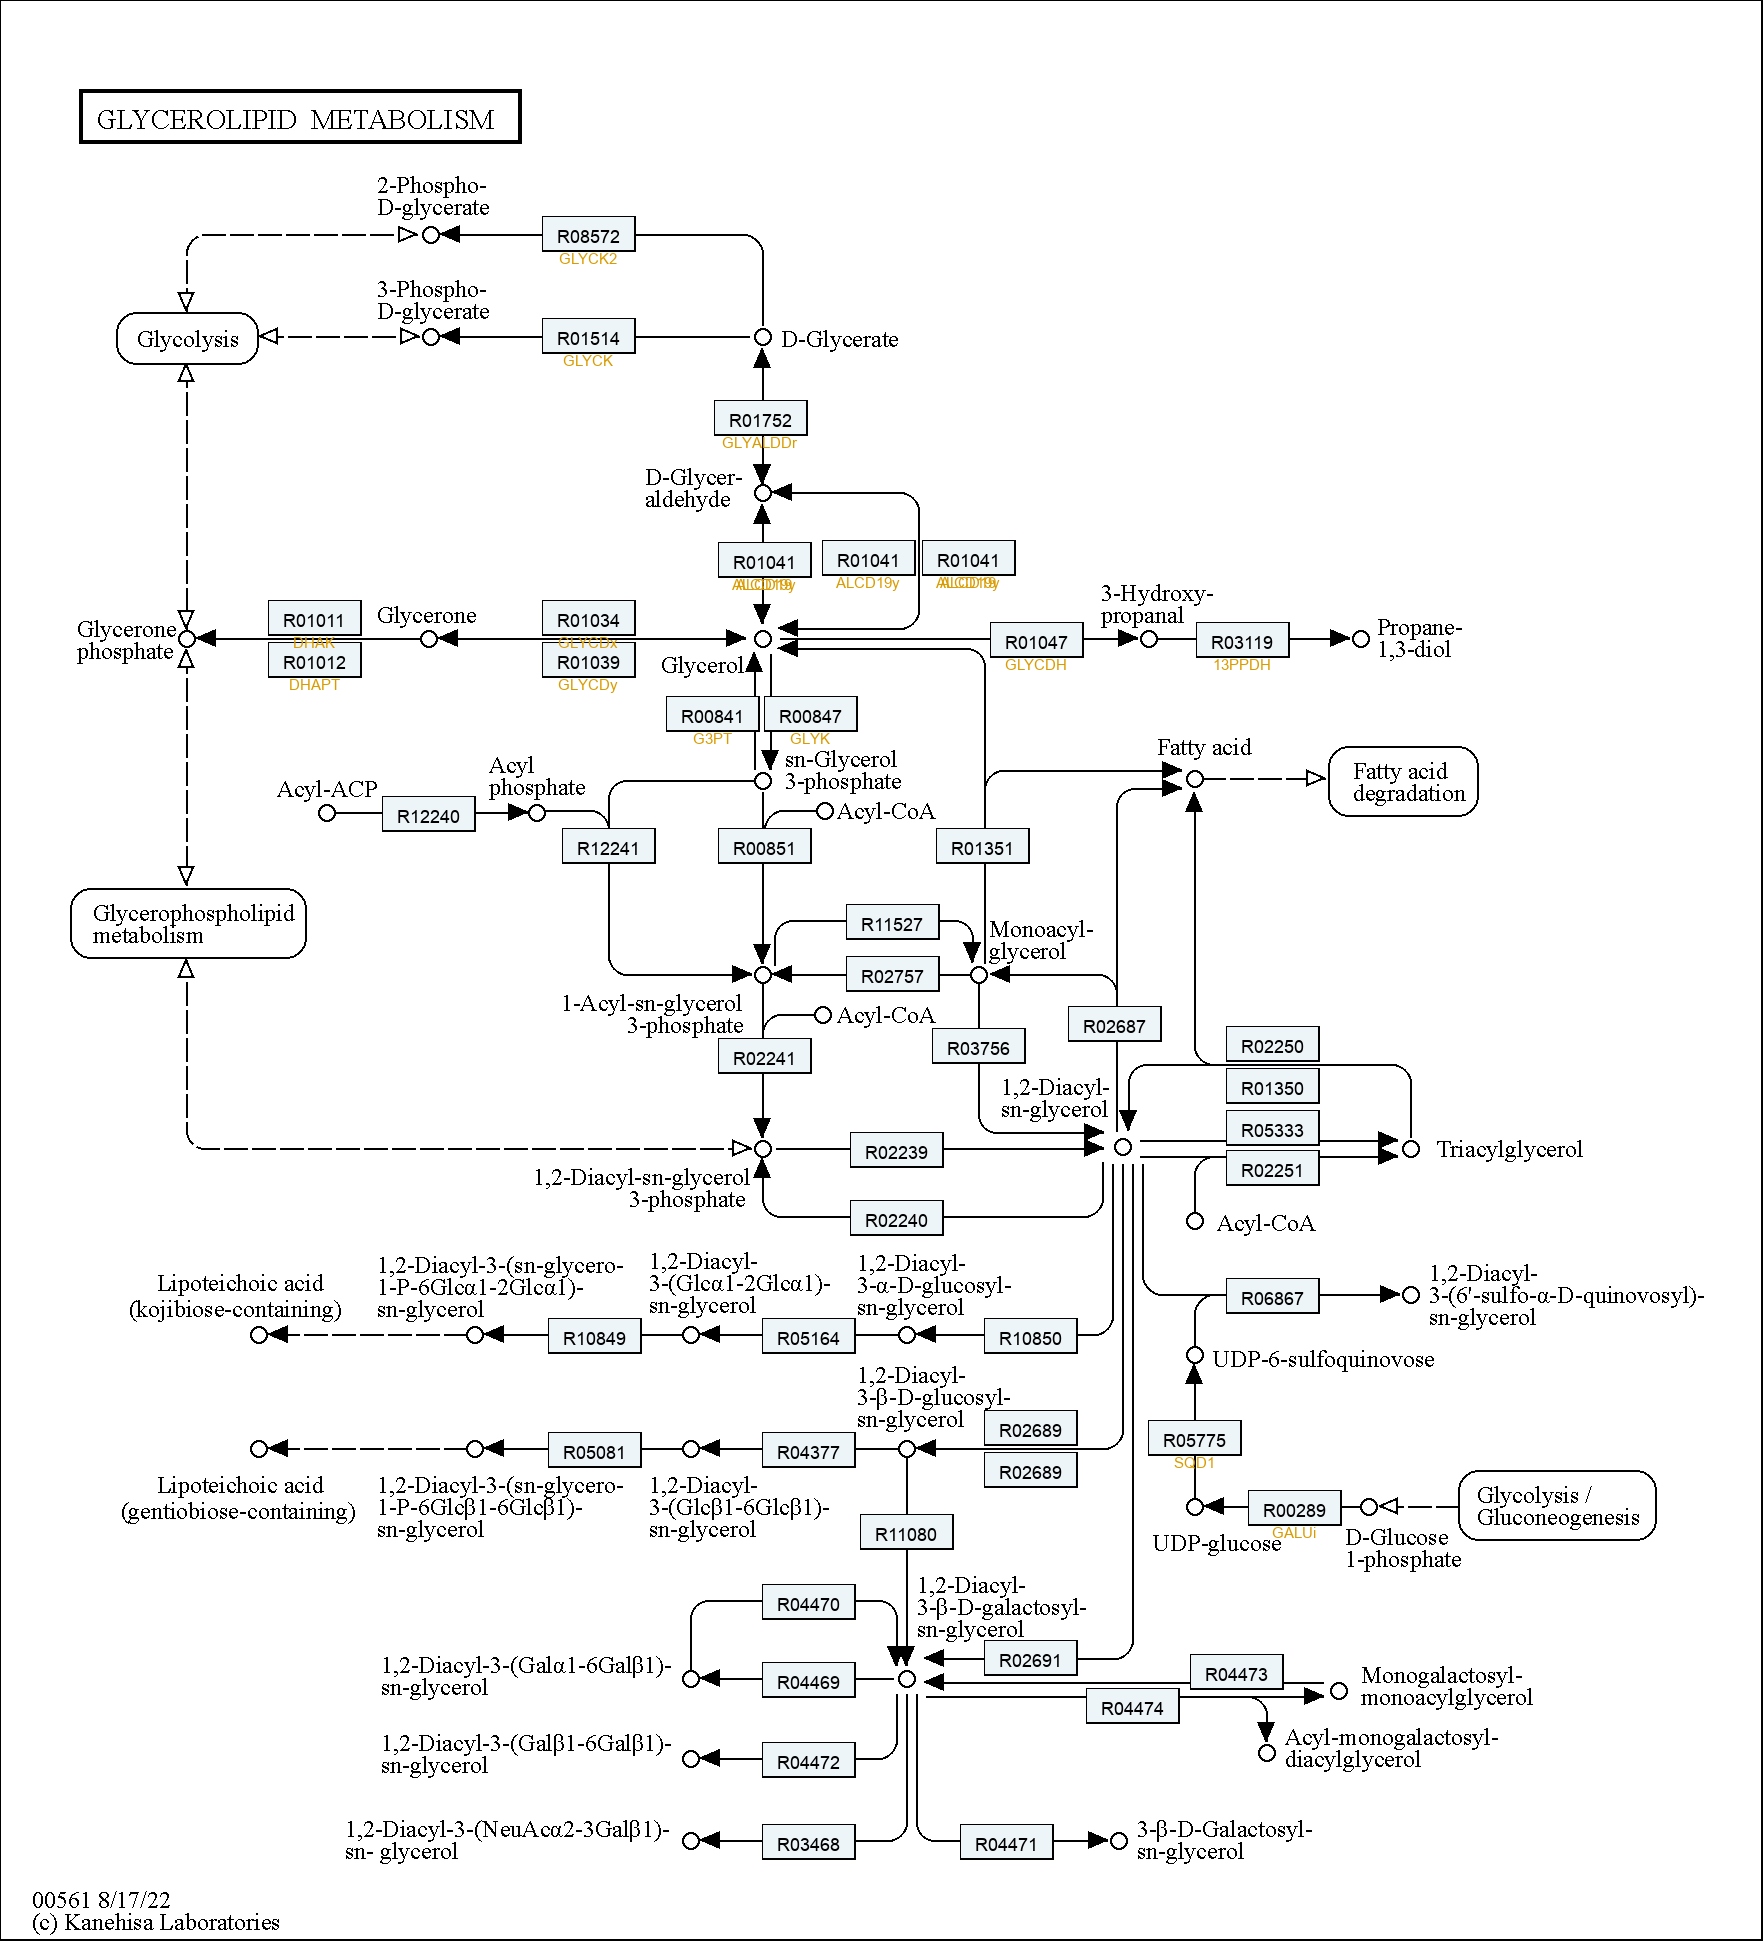 GLYCEROLIPID METABOLISM
2-Phospho-
D-glycerate
R08572
GLYCK2
3-Phospho-
D-glycerate
Glycolysis
R01514
GLYCK
D-Glycerate
R01752
GLYALDDr
D-Glycer-
aldehyde
R01041
R01041
ALCD19y
R01041
Glycerone
phosphate
R01011
DHAK
R01012
DHAPT
Glycerone
R01034
GLYCDx
R01039
GLYCDy
Glycerol
R01047
GLYCDH
3-Hydroxy-
propanal
R03119
13PPDH
Propane-
1,3-diol
R00841
G3PT
R00847
GLYK
sn-Glycerol
3-phosphate
Fatty acid
Fatty acid
degradation
Acyl-ACP
R12240
Acyl
phosphate
Acyl-CoA
R12241
R00851
R01351
Glycerophospholipid
metabolism
R11527
Monoacyl-
glycerol
R02757
1-Acyl-sn-glycerol
3-phosphate
Acyl-CoA
R02241
R03756
R02687
R02250
R01350
1,2-Diacyl-
sn-glycerol
R05333
R02251
Triacylglycerol
R02239
1,2-Diacyl-sn-glycerol
3-phosphate
R02240
Acyl-CoA
Lipoteichoic acid
(kojibiose-containing)
1,2-Diacyl-3-(sn-glycero-
1-P-6Glcα1-2Glcα1)-
sn-glycerol
1,2-Diacyl-
3-(Glcα1-2Glcα1)-
sn-glycerol
1,2-Diacyl-
3-α-D-glucosyl-
sn-glycerol
R10849
R05164
R10850
R06867
1,2-Diacyl-
3-(6'-sulfo-α-D-quinovosyl)-
sn-glycerol
UDP-6-sulfoquinovose
1,2-Diacyl-
3-β-D-glucosyl-
sn-glycerol
R02689
R05081
R04377
R02689
R05775
SQD1
Lipoteichoic acid
(gentiobiose-containing)
1,2-Diacyl-3-(sn-glycero-
1-P-6Glcβ1-6Glcβ1)-
sn-glycerol
1,2-Diacyl-
3-(Glcβ1-6Glcβ1)-
sn-glycerol
R11080
UDP-glucose
R00289
GALUi
D-Glucose
1-phosphate
Glycolysis /
Gluconeogenesis
R04470
1,2-Diacyl-
3-β-D-galactosyl-
sn-glycerol
R02691
1,2-Diacyl-3-(Galα1-6Galβ1)-
sn-glycerol
R04469
R04473
R04474
Monogalactosyl-
monoacylglycerol
1,2-Diacyl-3-(Galβ1-6Galβ1)-
sn-glycerol
R04472
Acyl-monogalactosyl-
diacylglycerol
1,2-Diacyl-3-(NeuAcα2-3Galβ1)-
sn- glycerol
R03468
R04471
3-β-D-Galactosyl-
sn-glycerol
00561 8/17/22
(c) Kanehisa Laboratories